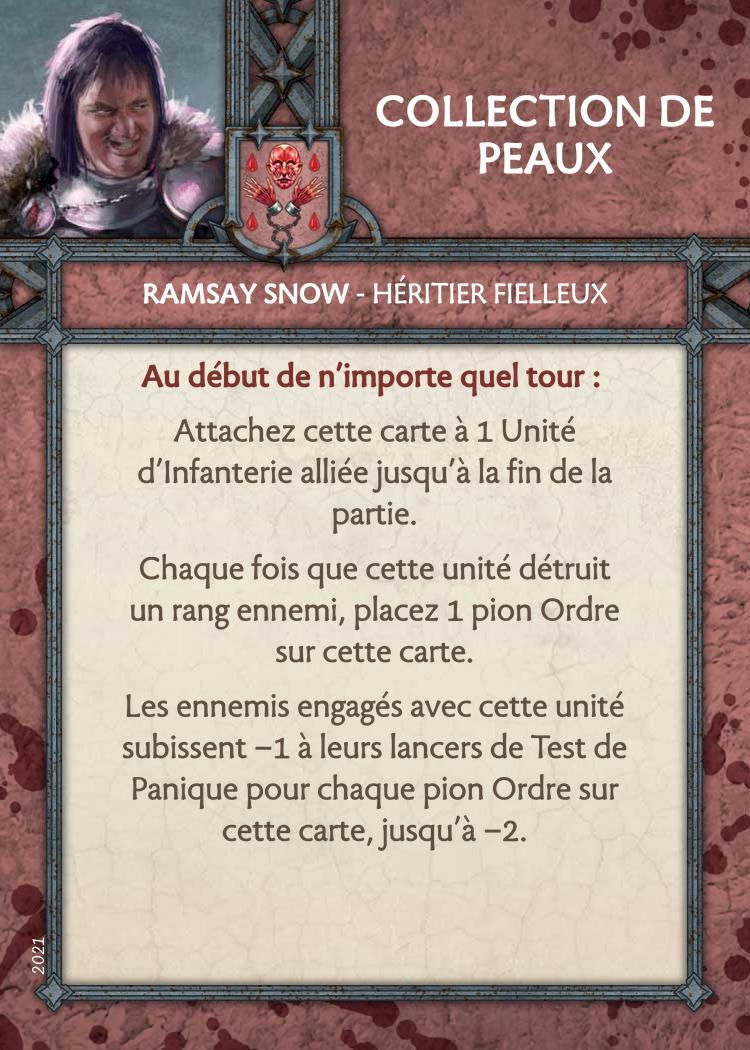 COLLECTION DE
PEAUX
RAMSAY SNOW - HÉRITIER FIELLEUX
Au début de n’importe quel tour :
Attachez cette carte à 1 Unité
d’Infanterie alliée jusqu’à la fin de la
partie.
Chaque fois que cette unité détruit
un rang ennemi, placez 1 pion Ordre
sur cette carte.
Les ennemis engagés avec cette unité
subissent −1 à leurs lancers de Test de
Panique pour chaque pion Ordre sur
cette carte, jusqu’à −2.
2021